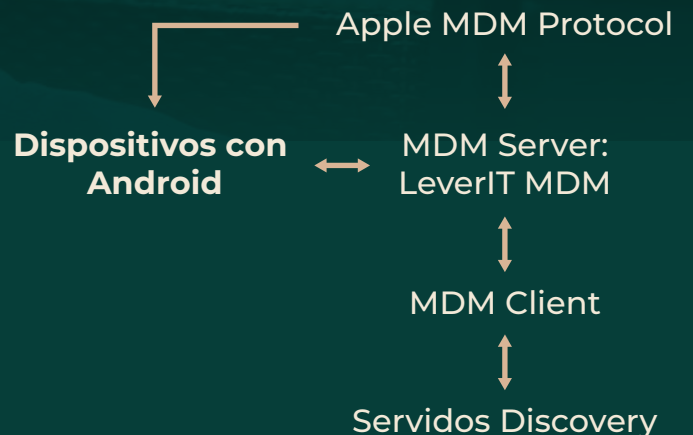 Apple MDM Protocol
Dispositivos con
Android
MDM Server:
LeverIT MDM
MDM Client
Servidos Discovery